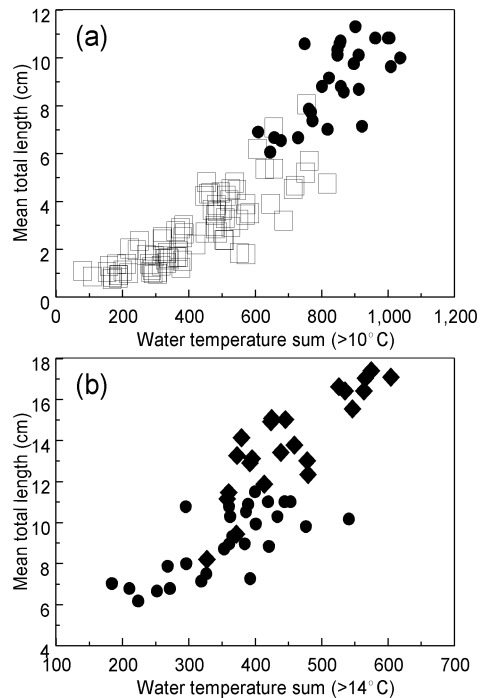 (a)
Mean total length (cm)
12
10
8
6
4
2
0
0 200 400 600 800 1000 1,200
Water temperature sum (>10°C)
(b)
Mean total length (cm)
18
16
14
12
10
8
6
4
100 200 300 400 500 600 700
Water temperature sum (>14°C)